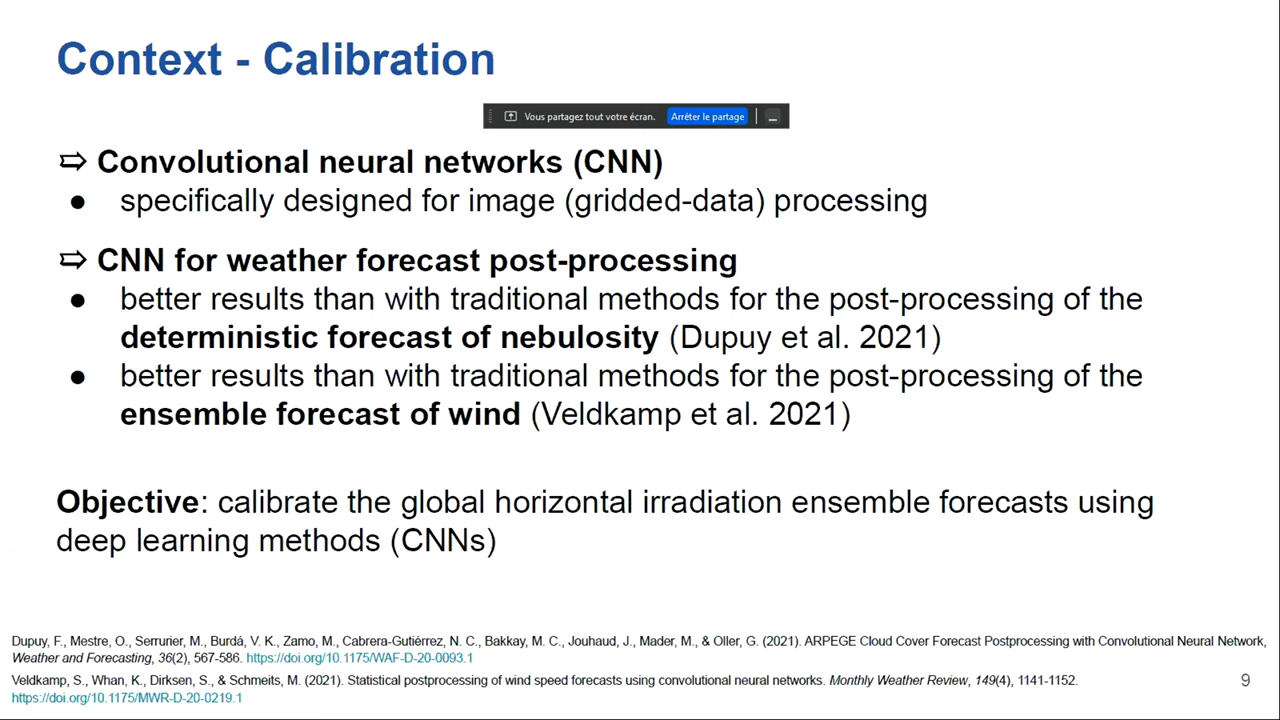 Context - Calibration
Vous partagez tout votre écran. Arrêter le partage
⇨ Convolutional neural networks (CNN)
● specifically designed for image (gridded-data) processing
⇨ CNN for weather forecast post-processing
● better results than with traditional methods for the post-processing of the
deterministic forecast of nebulosity (Dupuy et al. 2021)
● better results than with traditional methods for the post-processing of the
ensemble forecast of wind (Veldkamp et al. 2021)
Objective: calibrate the global horizontal irradiation ensemble forecasts using
deep learning methods (CNNs)
Dupuy, F., Mestre, O., Serrurier, M., Burdá, V. K., Zamo, M., Cabrera-Gutiérrez, N. C., Bakkay, M. C., Jouhaud, J., Mader, M., & Oller, G. (2021). ARPEGE Cloud Cover Forecast Postprocessing with Convolutional Neural Network,
Weather and Forecasting, 36(2), 567-586. https://doi.org/10.1175/WAF-D-20-0093.1
Veldkamp, S., Whan, K., Dirksen, S., & Schmeits, M. (2021). Statistical postprocessing of wind speed forecasts using convolutional neural networks. Monthly Weather Review, 149(4), 1141-1152.
https://doi.org/10.1175/MWR-D-20-0219.1
9